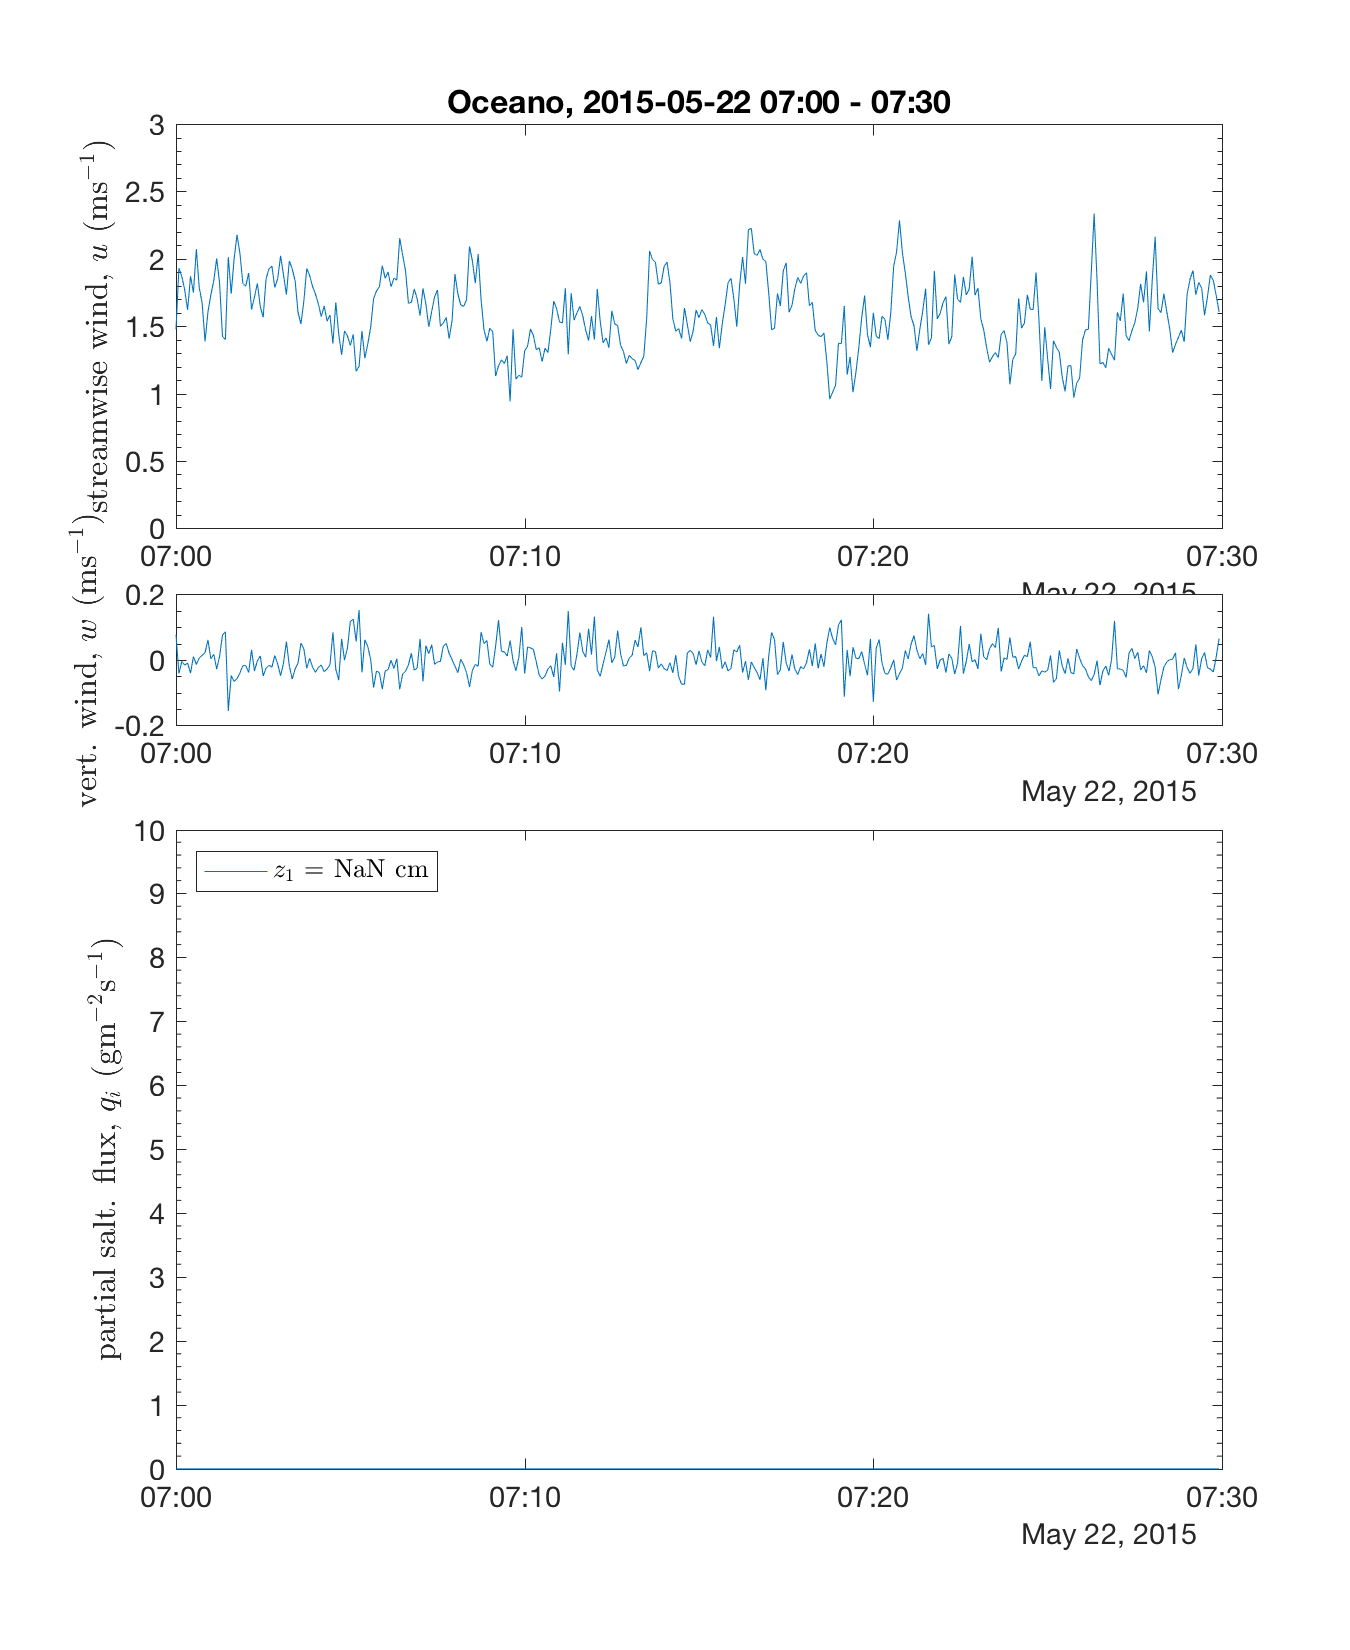 Oceano, 2015-05-22 07:00 - 07:30
streamwise wind, u (ms⁻¹)
3
2.5
2
1.5
1
0.5
0
07:00 07:10 07:20 07:30
May 22, 2015
vert. wind, w (ms⁻¹)
0.2
0
-0.2
07:00 07:10 07:20 07:30
May 22, 2015
partial salt. flux, qᵢ (gm⁻²s⁻¹)
10
z₁ = NaN cm
9
8
7
6
5
4
3
2
1
0
07:00 07:10 07:20 07:30
May 22, 2015